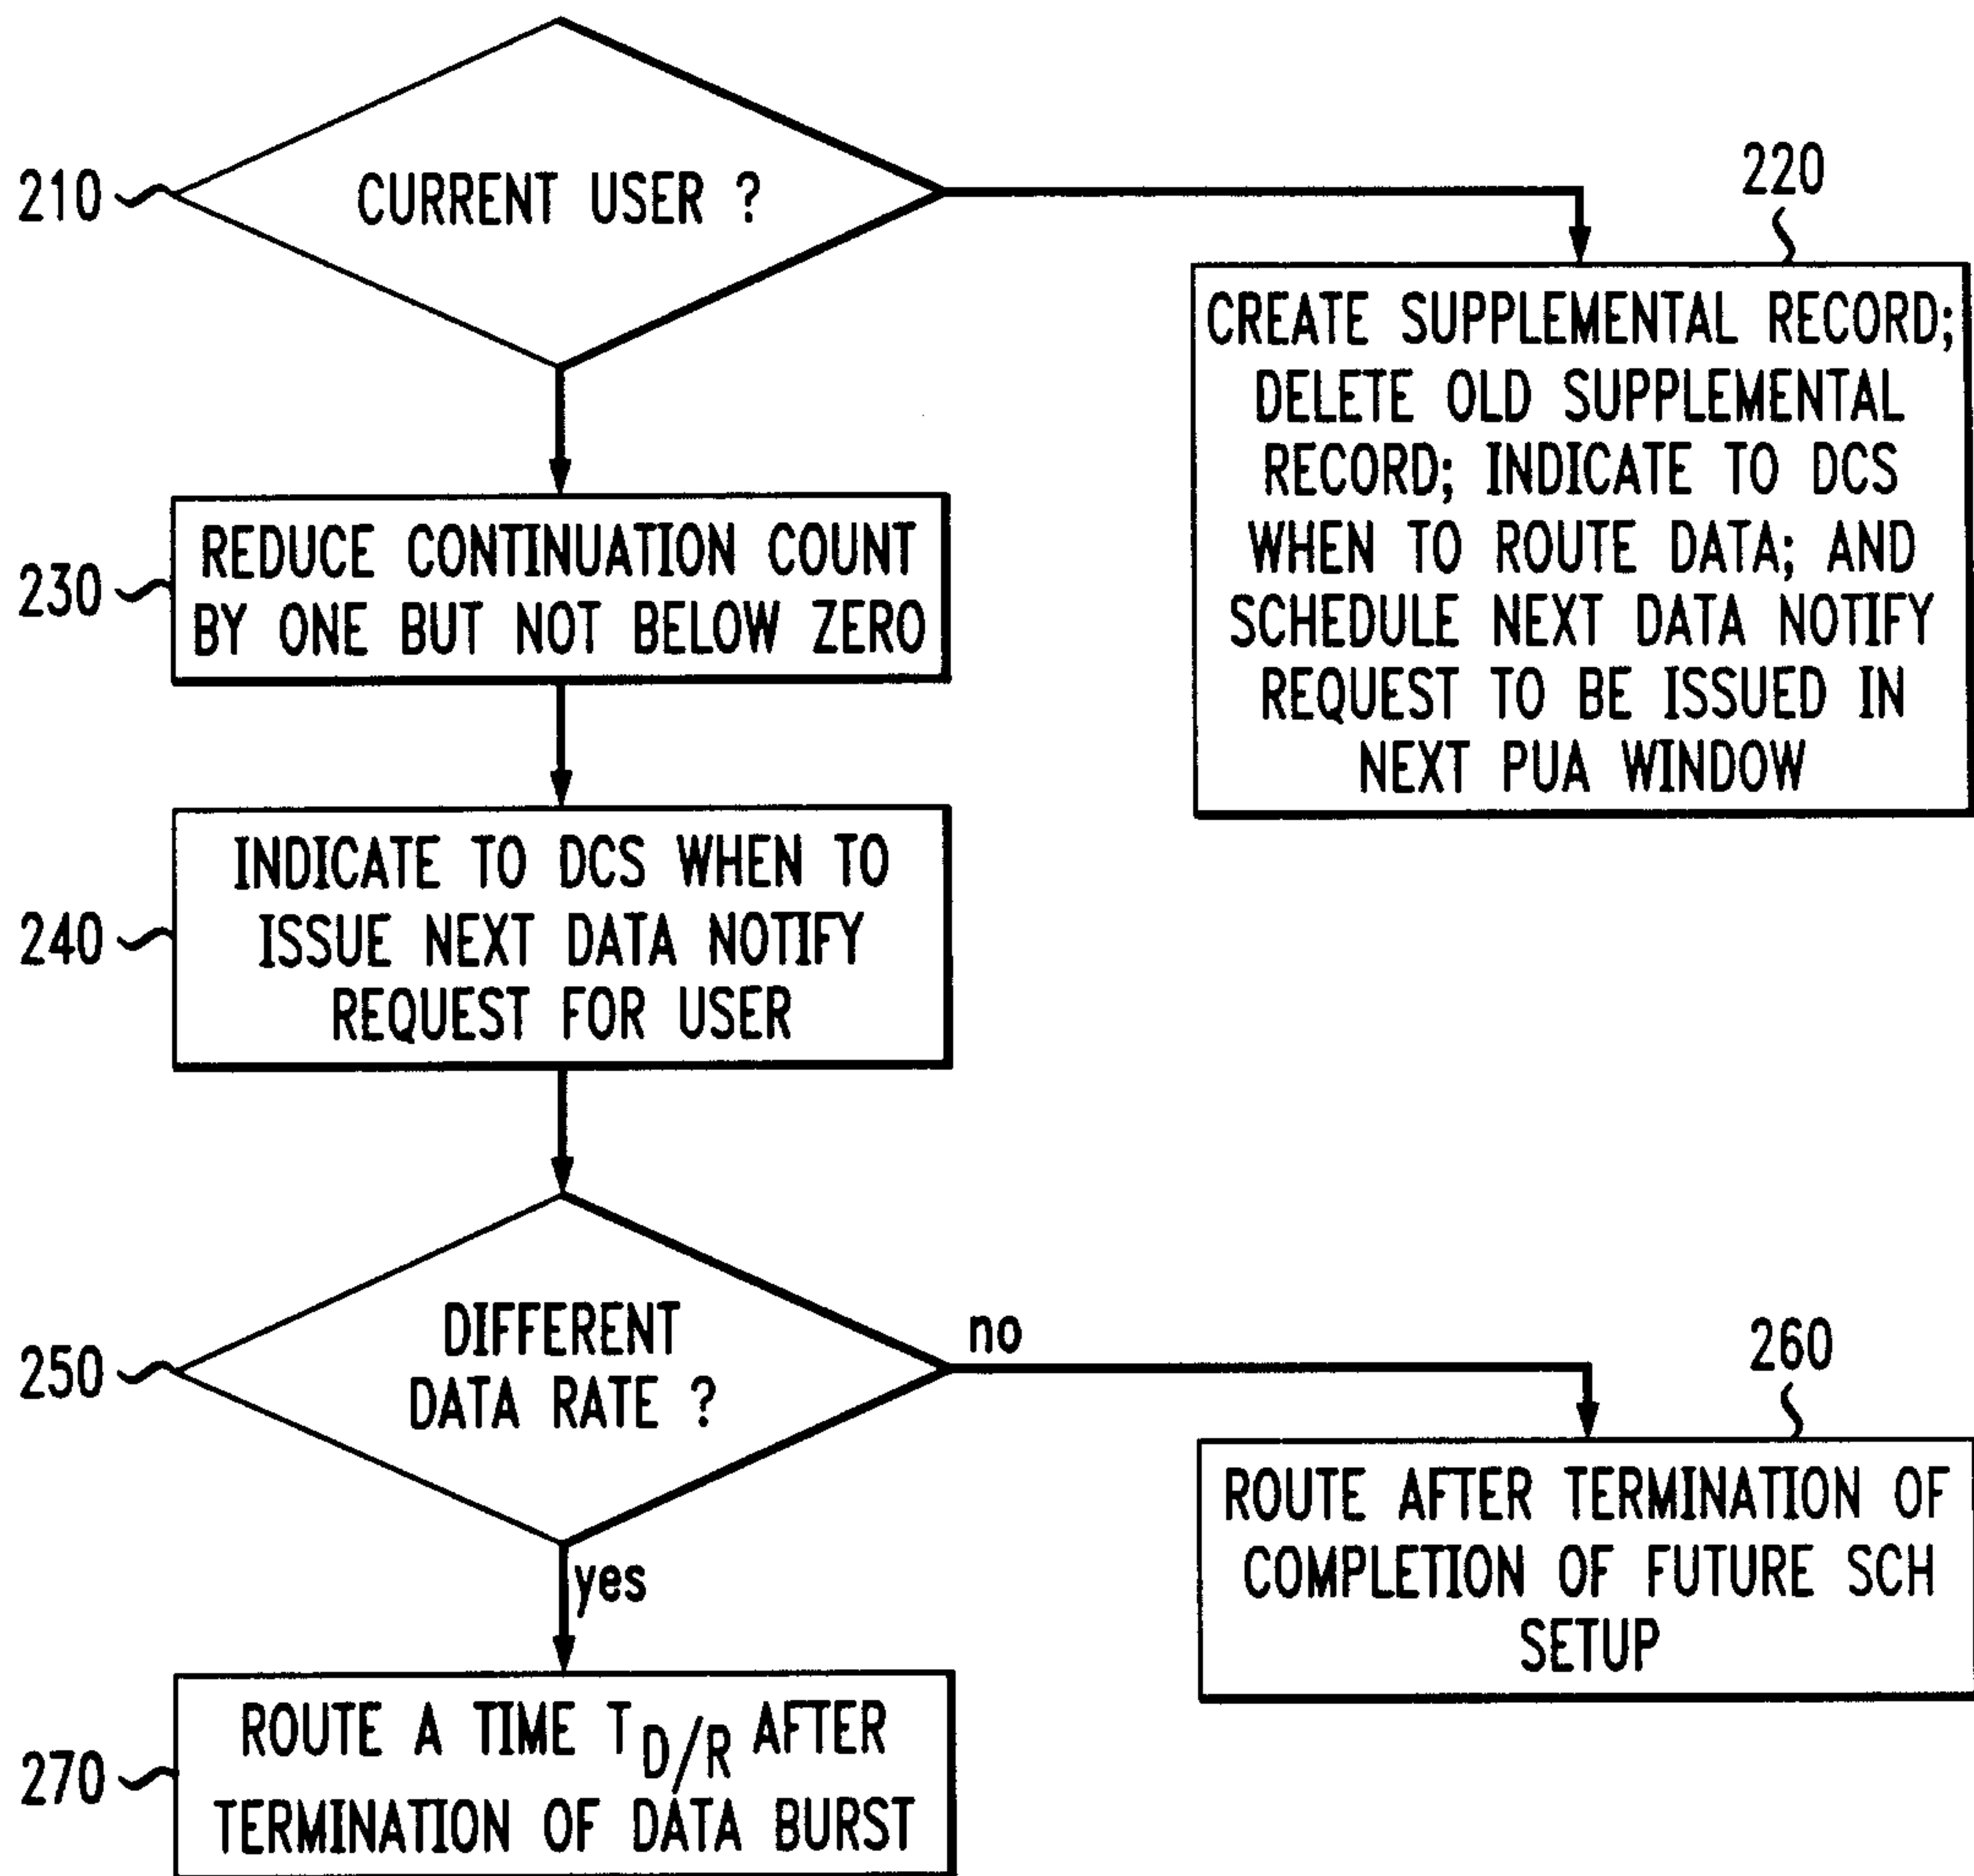 210
CURRENT USER ?
220
CREATE SUPPLEMENTAL RECORD;
DELETE OLD SUPPLEMENTAL
RECORD; INDICATE TO DCS
WHEN TO ROUTE DATA; AND
SCHEDULE NEXT DATA NOTIFY
REQUEST TO BE ISSUED IN
NEXT PUA WINDOW
230
REDUCE CONTINUATION COUNT
BY ONE BUT NOT BELOW ZERO
240
INDICATE TO DCS WHEN TO
ISSUE NEXT DATA NOTIFY
REQUEST FOR USER
250
DIFFERENT
DATA RATE ?
no
260
ROUTE AFTER TERMINATION OF
COMPLETION OF FUTURE SCH
SETUP
yes
270
ROUTE A TIME T D/R AFTER
TERMINATION OF DATA BURST